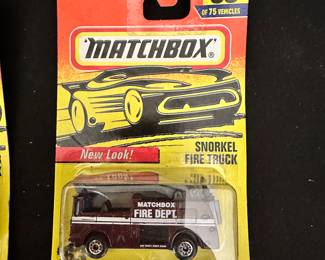 OF 75 VEHICLES
MATCHBOX
SNORKEL
FIRE TRUCK
New Look!
MATCHBOX
FIRE DEPT.